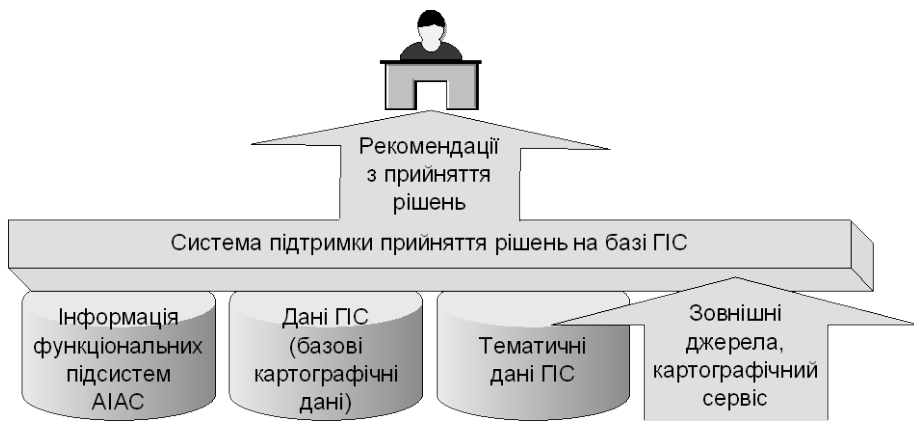 Рекомендації
з прийняття
рішень
Система підтримки прийняття рішень на базі ГІС
Інформація
функціональних
підсистем
АІАС
Дані ГІС
(базові
картографічні
дані)
Тематичні
дані ГІС
Зовнішні
джерела,
картографічний
сервіс